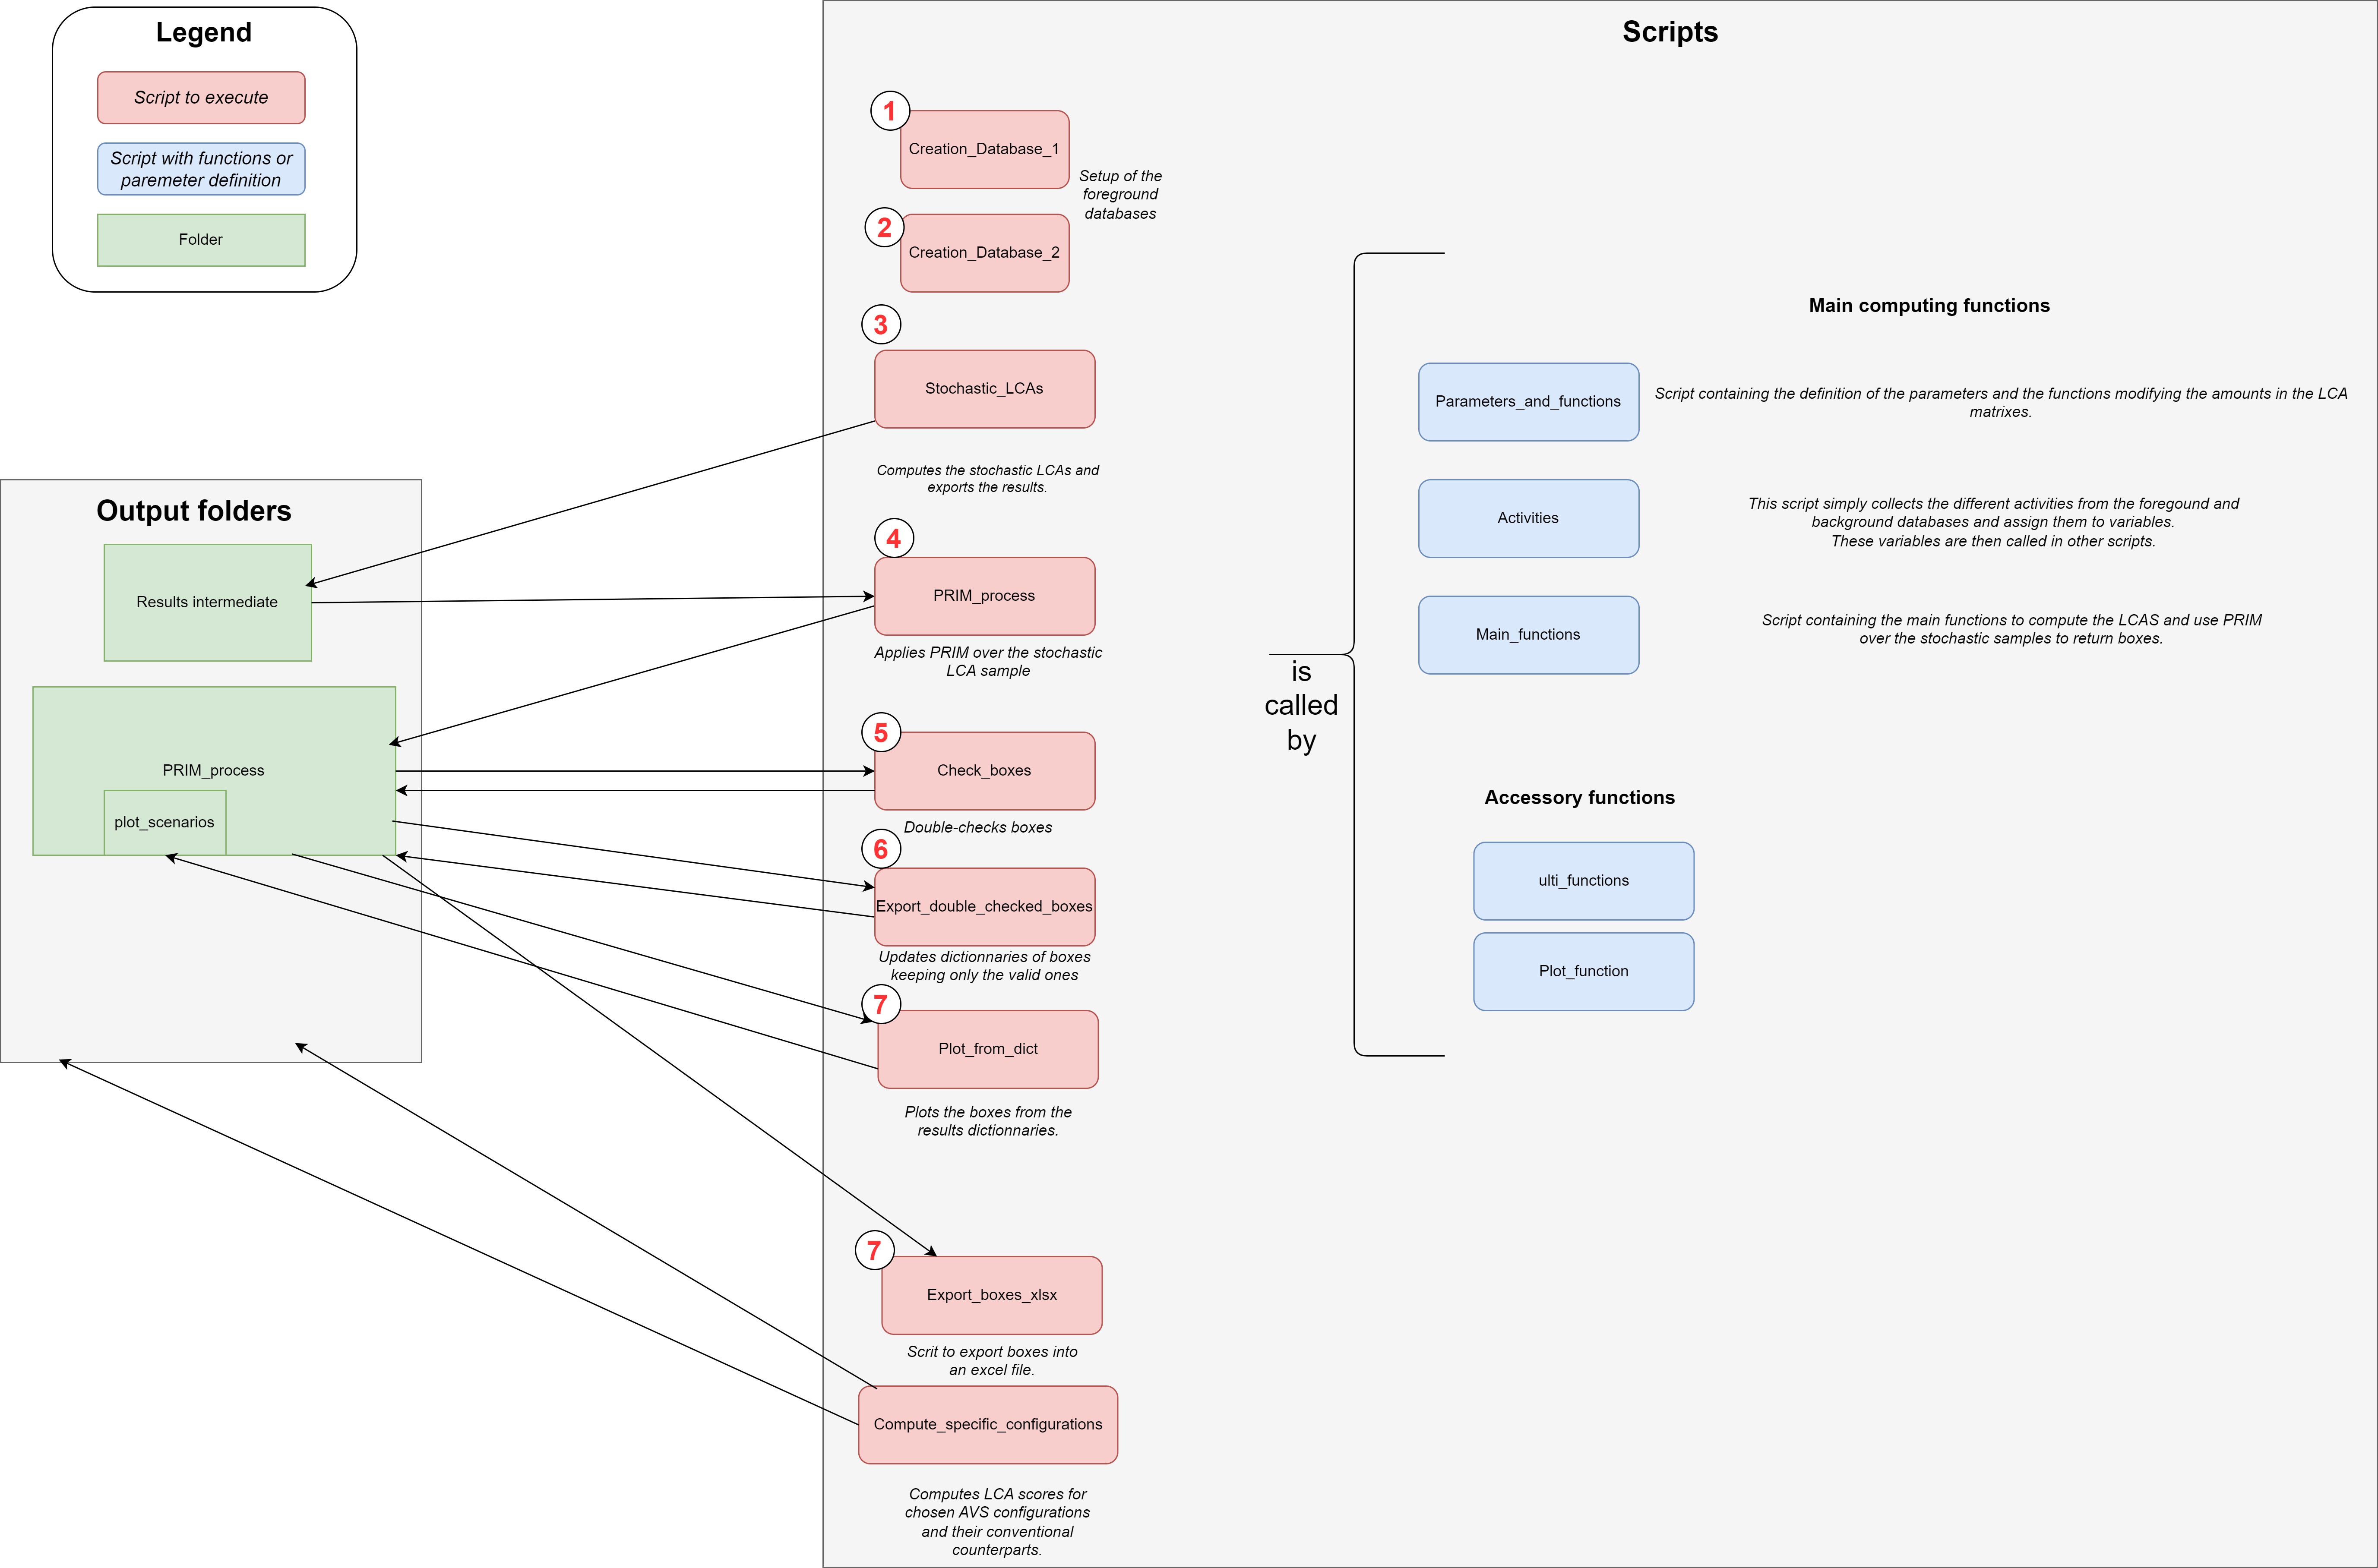 Legend
Script to execute
Script with functions or
paremeter definition
Folder
Output folders
Results intermediate
PRIM_process
plot_scenarios
Scripts
1
Creation_Database_1
Setup of the
foreground
databases
2
Creation_Database_2
3
Stochastic_LCAs
Computes the stochastic LCAs and
exports the results.
4
PRIM_process
Applies PRIM over the stochastic
LCA sample
5
Check_boxes
Double-checks boxes
6
Export_double_checked_boxes
Updates dictionnaries of boxes
keeping only the valid ones
7
Plot_from_dict
Plots the boxes from the
results dictionnaries.
7
Export_boxes_xlsx
Scrit to export boxes into
an excel file.
Compute_specific_configurations
Computes LCA scores for
chosen AVS configurations
and their conventional
counterparts.
is
called
by
Main computing functions
Parameters_and_functions
Script containing the definition of the parameters and the functions modifying the amounts in the LCA
matrixes.
Activities
This script simply collects the different activities from the foregound and
background databases and assign them to variables.
These variables are then called in other scripts.
Main_functions
Script containing the main functions to compute the LCAS and use PRIM
over the stochastic samples to return boxes.
Accessory functions
ulti_functions
Plot_function